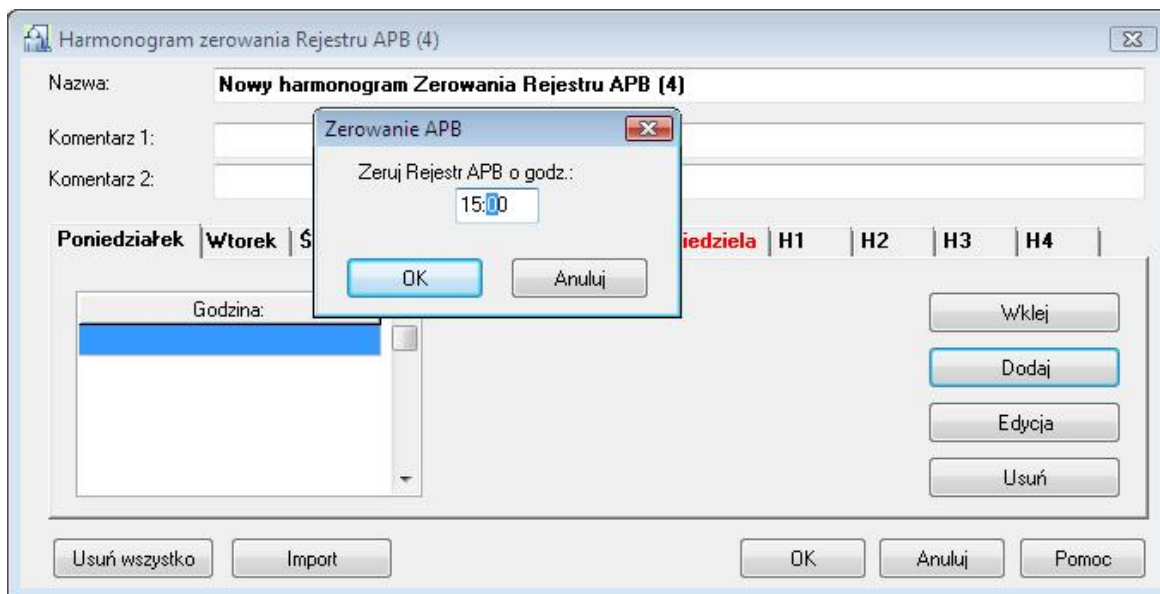 Harmonogram zerowania Rejestru APB (4)
Nazwa: Nowy harmonogram Zerowania Rejestru APB (4)
Komentarz 1:
Komentarz 2:
Zerowanie APB
Zeruj Rejestr APB o godz.:
15:00
OK Anuluj
Poniedziałek Wtorek Ś iedziela H1 H2 H3 H4
Godzina:
Wklej
Dodaj
Edycja
Usuń
Usuń wszystko Import OK Anuluj Pomoc